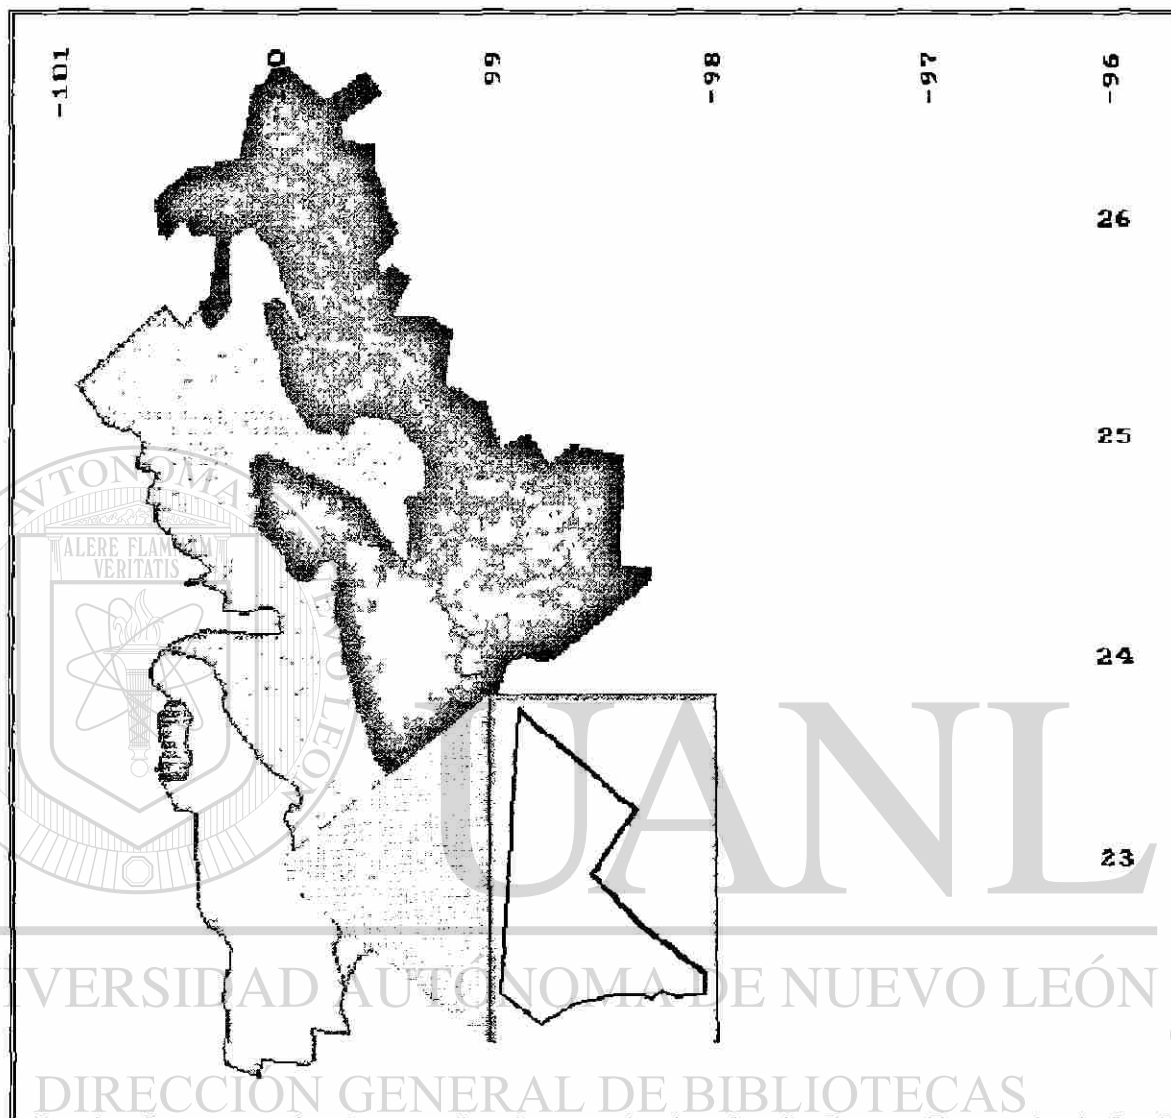 -101
0
-99
-98
-97
-96
26
25
24
23
ALERE FLAMMAM
VERITATIS
UANL
UNIVERSIDAD AUTÓNOMA DE NUEVO LEÓN
DIRECCIÓN GENERAL DE BIBLIOTECAS